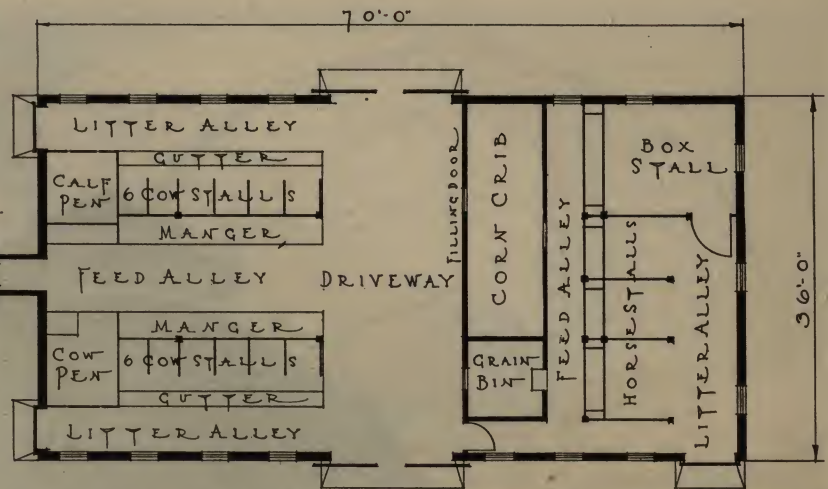 70'-0"
LITTER ALLEY
GUTTER
CALF
PEN
6 COW STALLS
MANGER
FEED ALLEY
DRIVEWAY
MANGER
COW
PEN
6 COW STALLS
GUTTER
LITTER ALLEY
FILLING DOOR
CORN CRIB
GRAIN
BIN
FEED ALLEY
HORSE STALLS
BOX
STALL
LITTER ALLEY
36'-0"